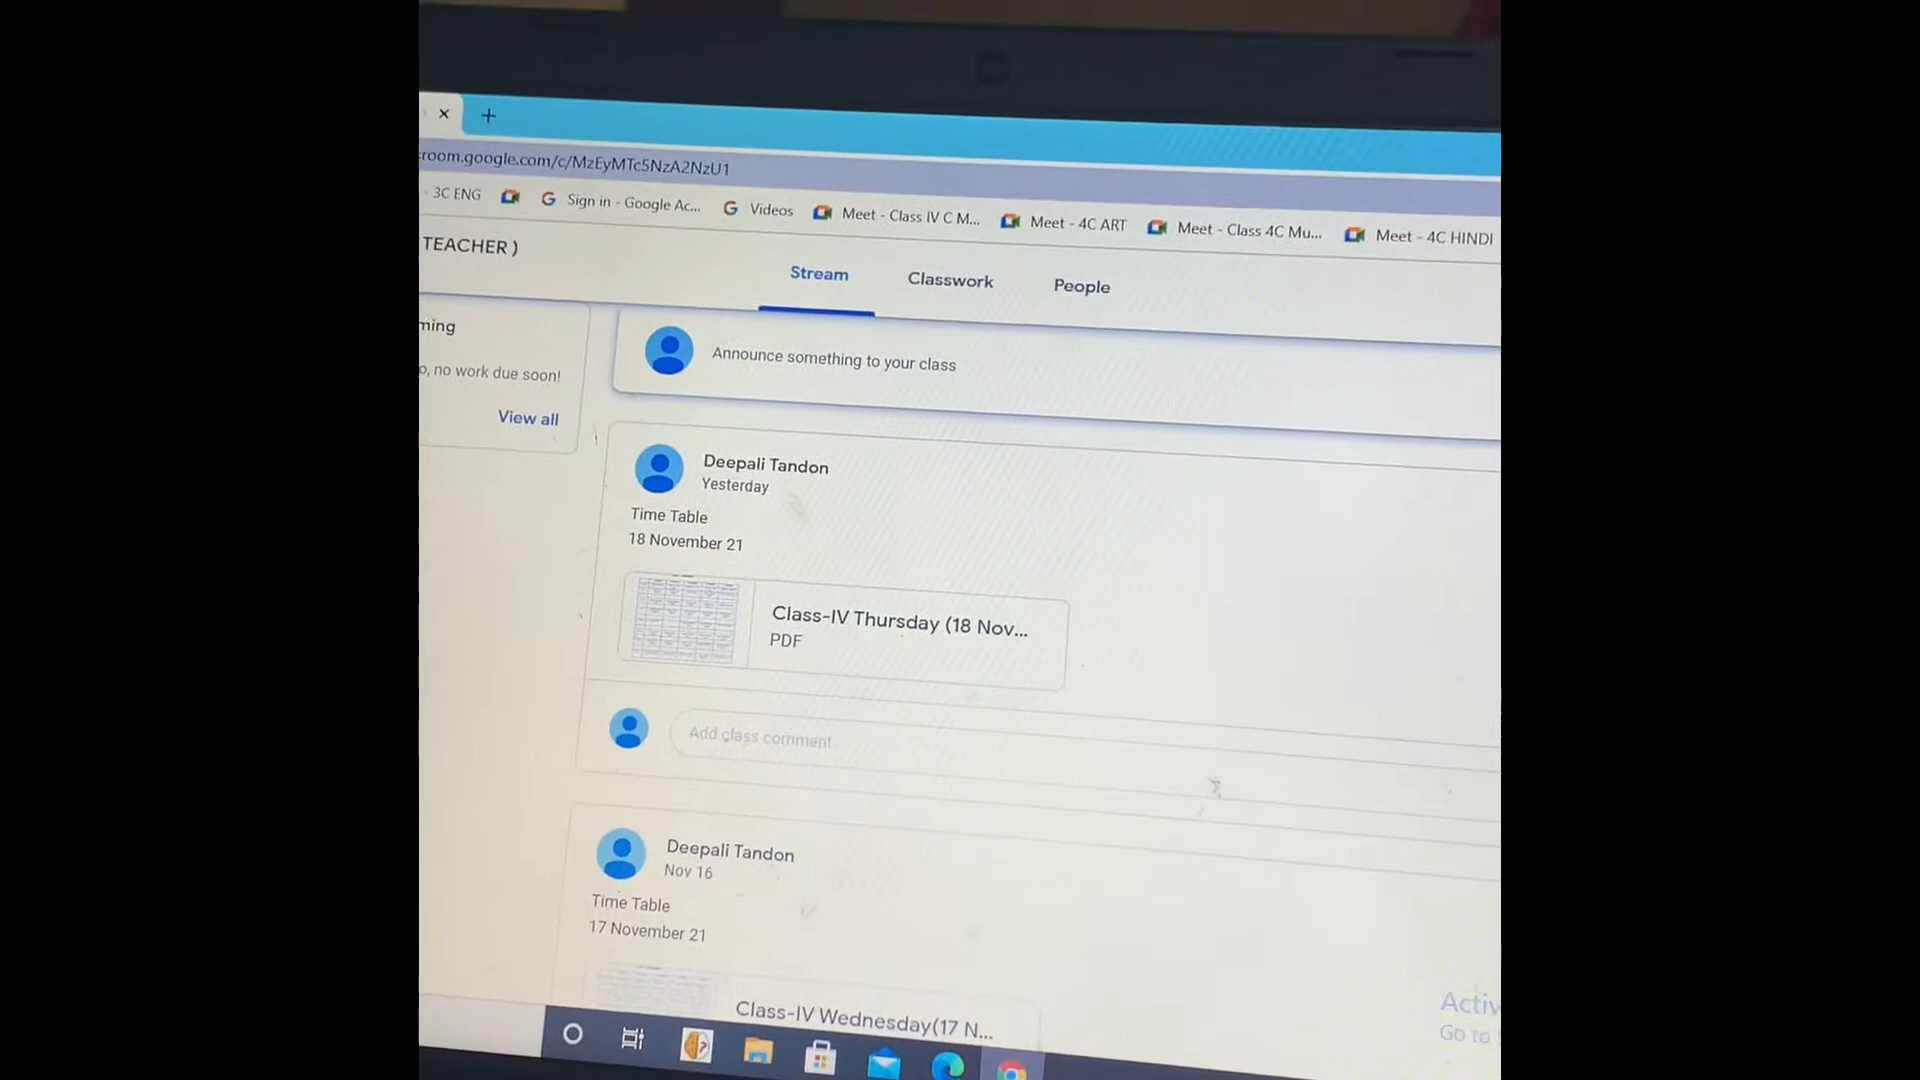 room.google.com/c/MzEyMTc5NzA2NzU1
- 3C ENG
Sign in - Google Ac...
Videos
Meet - Class IV C M...
Meet - 4C ART
Meet - Class 4C Mu...
Meet - 4C HINDI
TEACHER )
Stream
Classwork
People
ming
o, no work due soon!
View all
Announce something to your class
Deepali Tandon
Yesterday
Time Table
18 November 21
Class-IV Thursday (18 Nov...
PDF
Add class comment
Deepali Tandon
Nov 16
Time Table
17 November 21
Class-IV Wednesday(17 N...
Activ
Go to